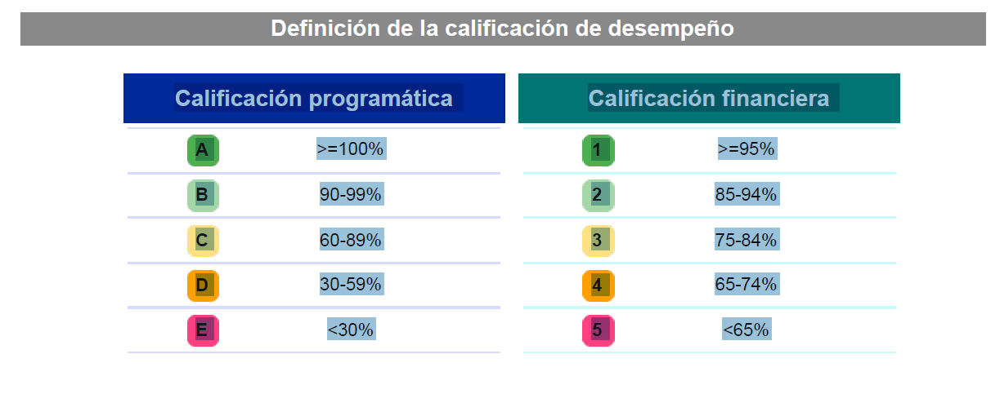 Definición de la calificación de desempeño
Calificación programática
A >=100%
B 90-99%
C 60-89%
D 30-59%
E <30%
Calificación financiera
1 >=95%
2 85-94%
3 75-84%
4 65-74%
5 <65%